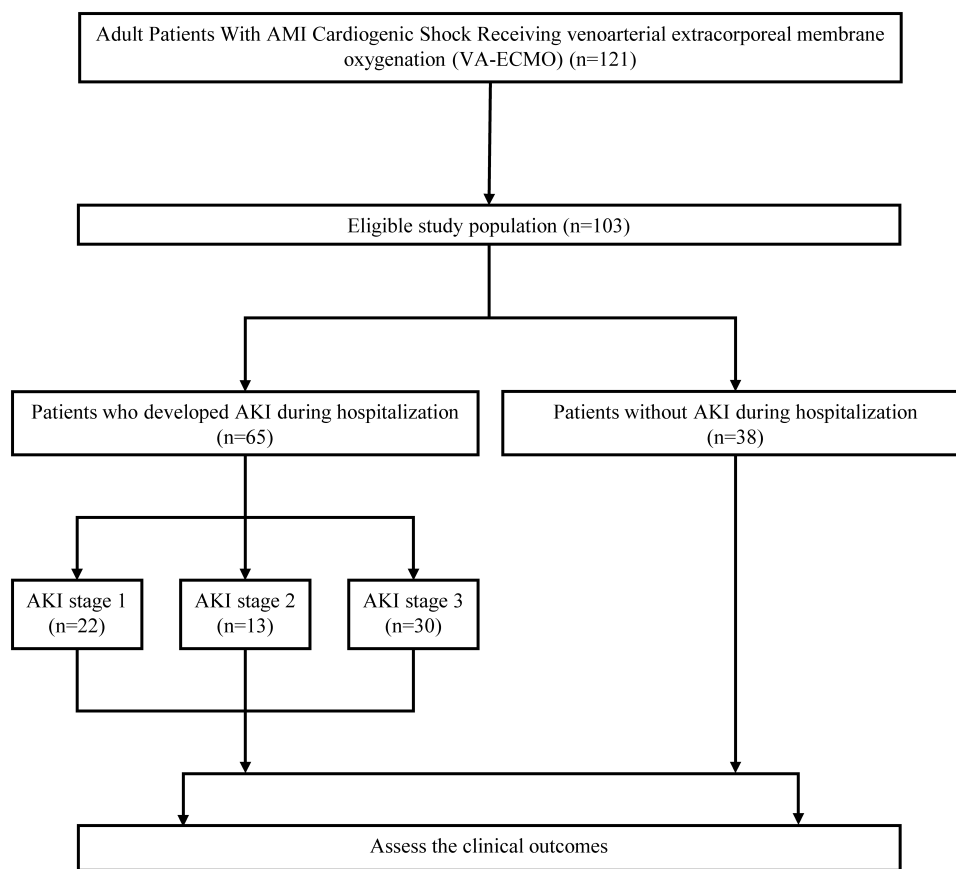 Adult Patients With AMI Cardiogenic Shock Receiving venoarterial extracorporeal membrane
oxygenation (VA-ECMO) (n=121)
Eligible study population (n=103)
Patients who developed AKI during hospitalization
(n=65)
Patients without AKI during hospitalization
(n=38)
AKI stage 1
(n=22)
AKI stage 2
(n=13)
AKI stage 3
(n=30)
Assess the clinical outcomes